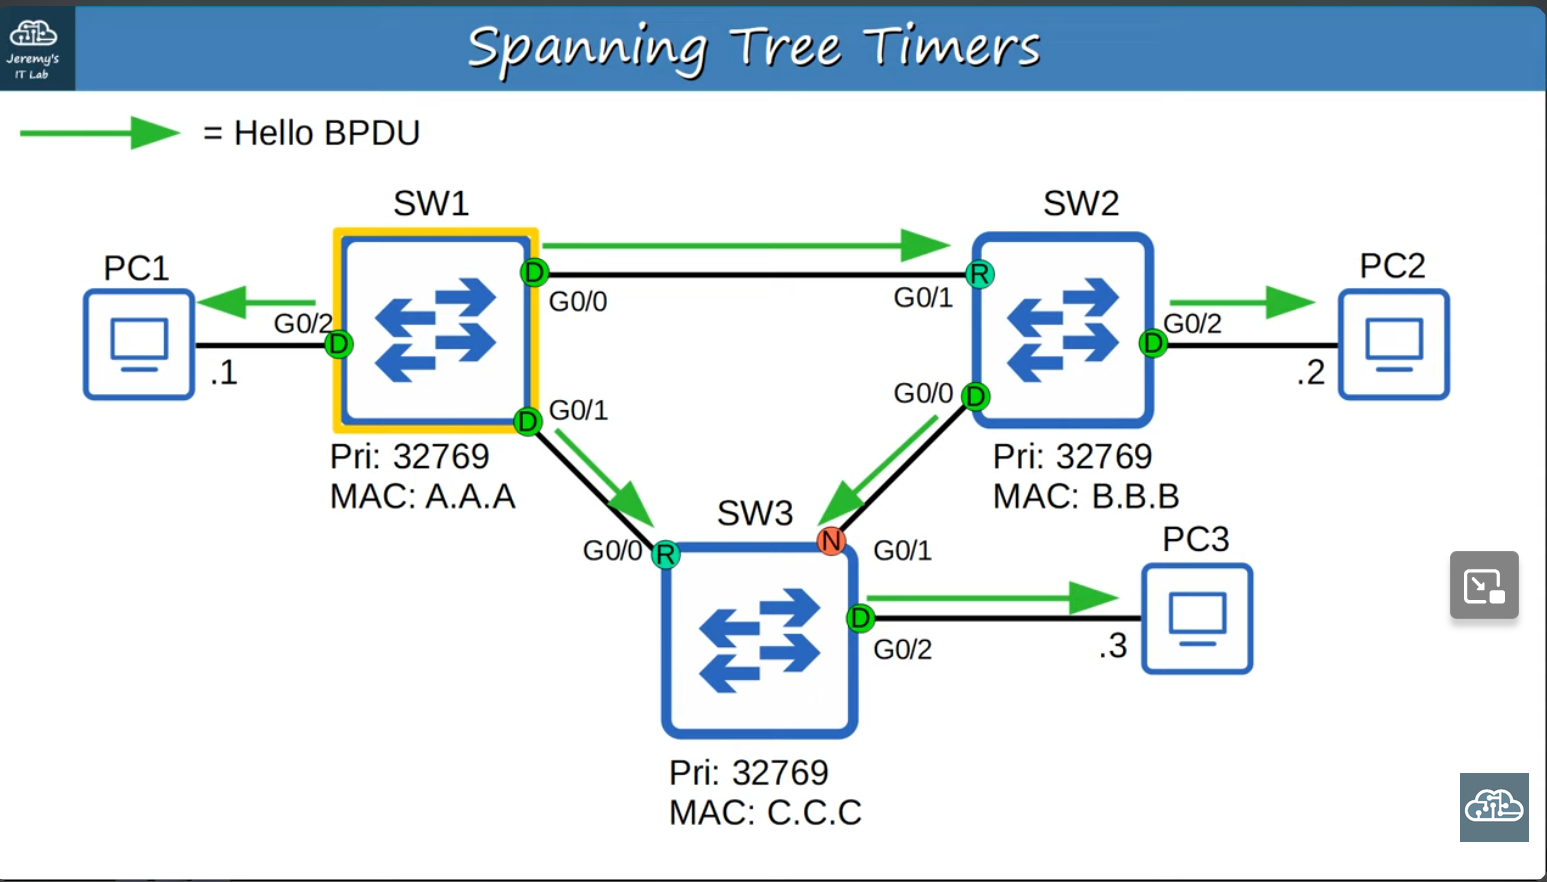 Jeremy's
IT Lab
Spanning Tree Timers
= Hello BPDU
SW1
SW2
PC1
PC2
D
G0/0
G0/1
R
G0/2
D
.1
D
G0/2
.2
D
G0/1
G0/0
D
Pri: 32769
MAC: A.A.A
Pri: 32769
MAC: B.B.B
SW3
PC3
G0/0
R
N
G0/1
D
G0/2
.3
Pri: 32769
MAC: C.C.C